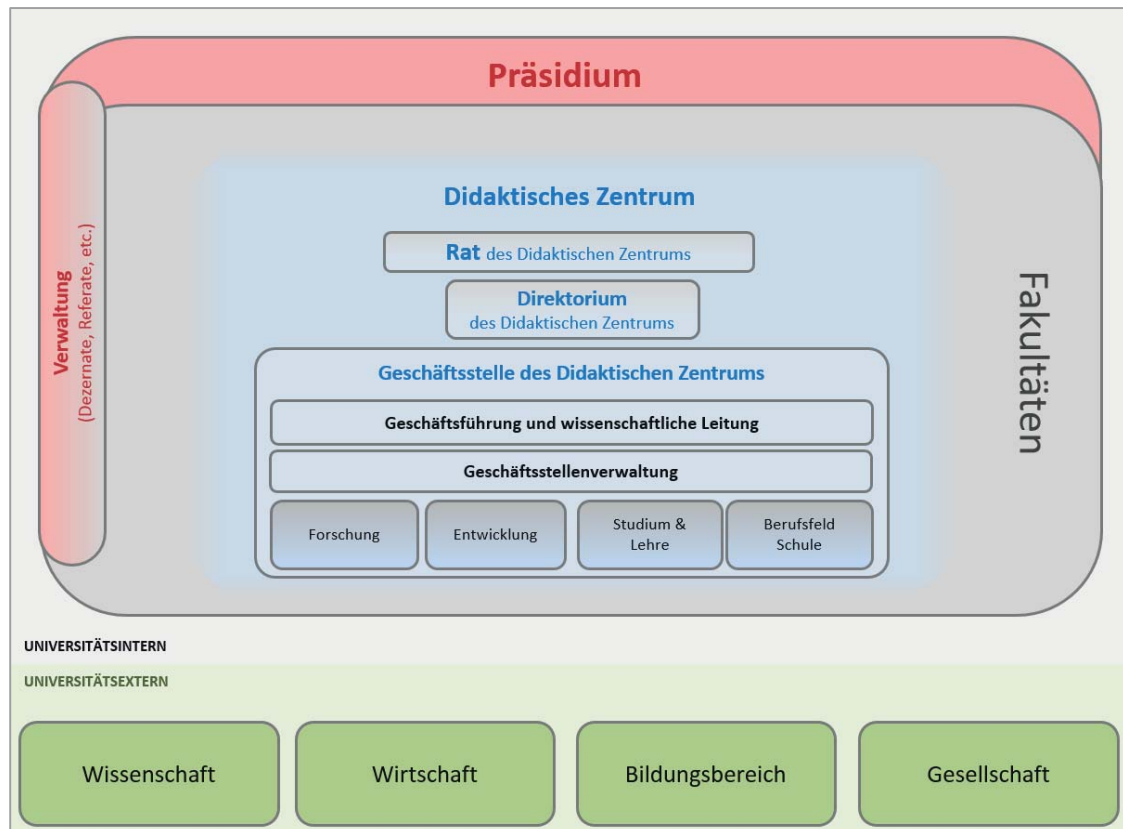 Präsidium
Verwaltung
(Dezernate, Referate, etc.)
Didaktisches Zentrum
Rat des Didaktischen Zentrums
Direktorium
des Didaktischen Zentrums
Geschäftsstelle des Didaktischen Zentrums
Geschäftsführung und wissenschaftliche Leitung
Geschäftsstellenverwaltung
Forschung
Entwicklung
Studium &
Lehre
Berufsfeld
Schule
Fakultäten
UNIVERSITÄTSINTERN
UNIVERSITÄTSEXTERN
Wissenschaft
Wirtschaft
Bildungsbereich
Gesellschaft